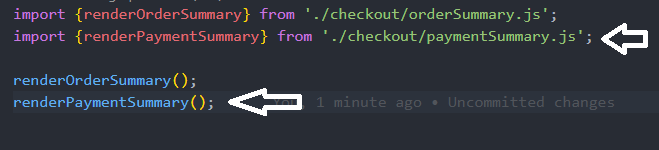 import {renderOrderSummary} from './checkout/orderSummary.js';
import {renderPaymentSummary} from './checkout/paymentSummary.js';
renderOrderSummary();
renderPaymentSummary(); You, 1 minute ago • Uncommitted changes